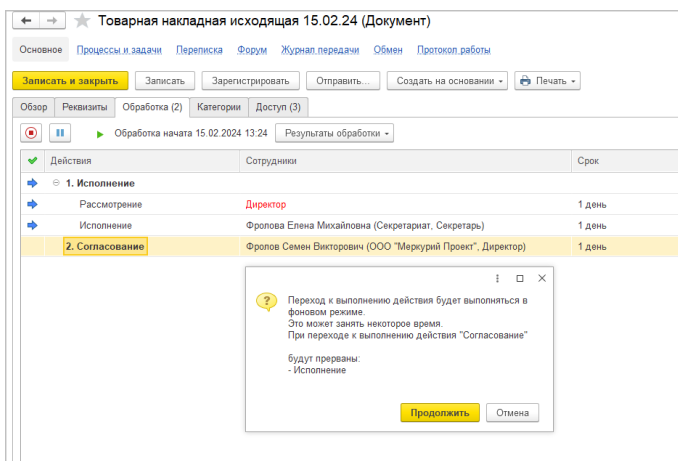 Товарная накладная исходящая 15.02.24 (Документ)
Основное Процессы и задачи Переписка Форум Журнал передачи Обмен Протокол работы
Записать и закрыть Записать Зарегистрировать Отправить... Создать на основании Печать
Обзор Реквизиты Обработка (2) Категории Доступ (3)
Обработка начата 15.02.2024 13:24 Результаты обработки
Действия Сотрудники Срок
1. Исполнение
Рассмотрение Директор 1 день
Исполнение Фролова Елена Михайловна (Секретариат, Секретарь) 1 день
2. Согласование Фролов Семен Викторович (ООО "Меркурий Проект", Директор) 1 день
Переход к выполнению действия будет выполняться в
фоновом режиме.
Это может занять некоторое время.
При переходе к выполнению действия "Согласование"
будут прерваны:
- Исполнение
Продолжить Отмена